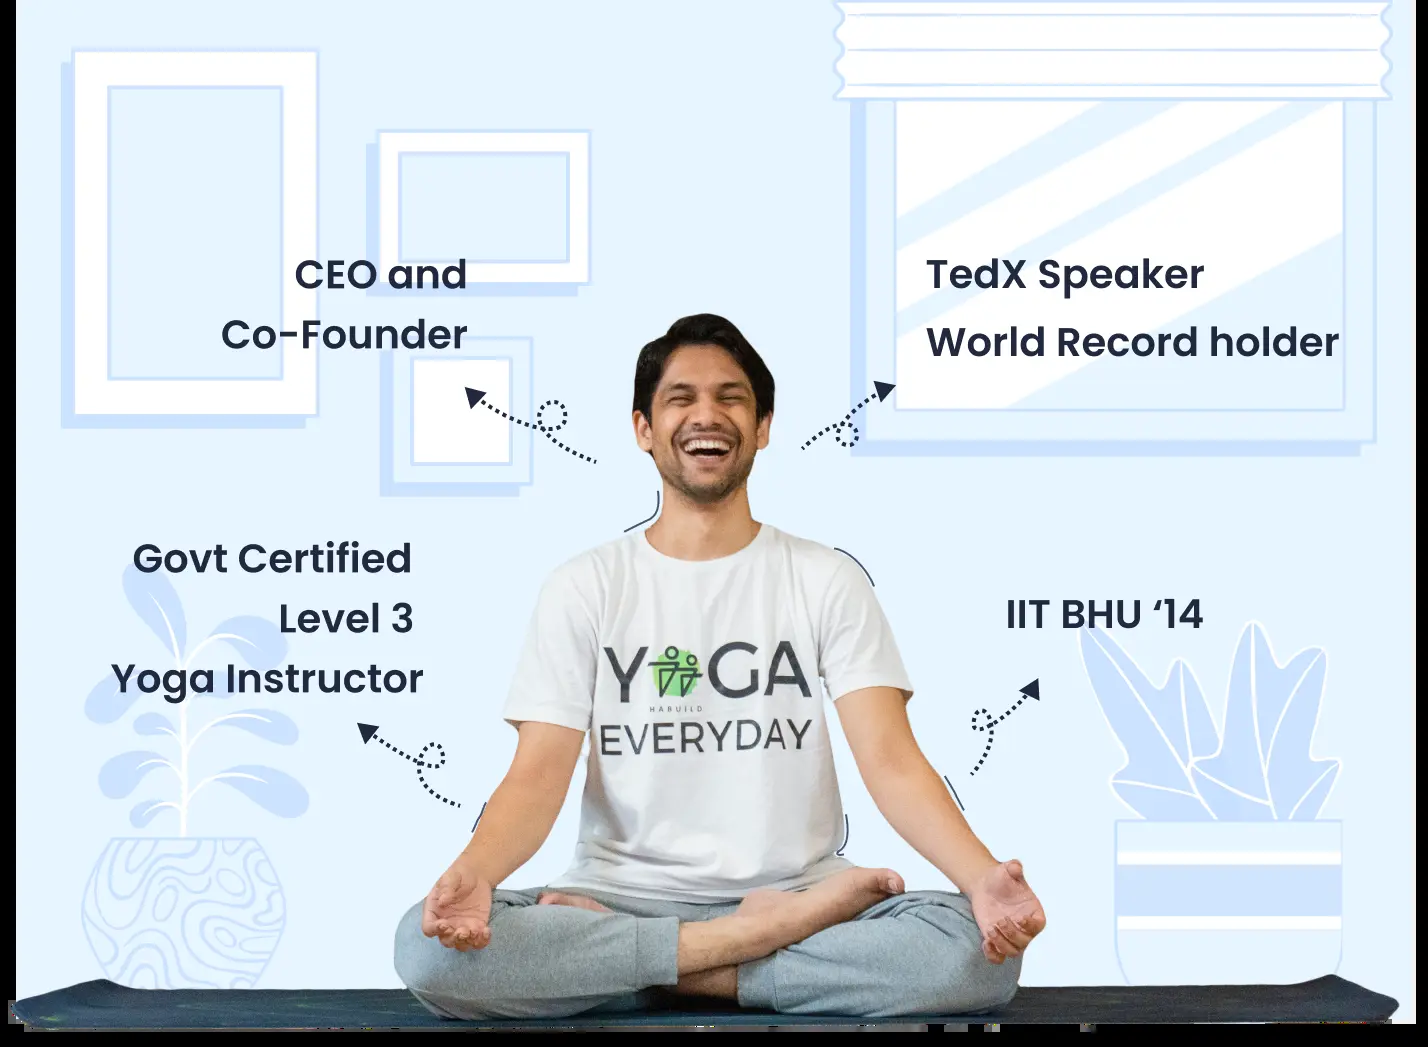 CEO and
Co-Founder
TedX Speaker
World Record holder
Govt Certified
Level 3
Yoga Instructor
IIT BHU ‘14
YOGA
HABUILD
EVERYDAY